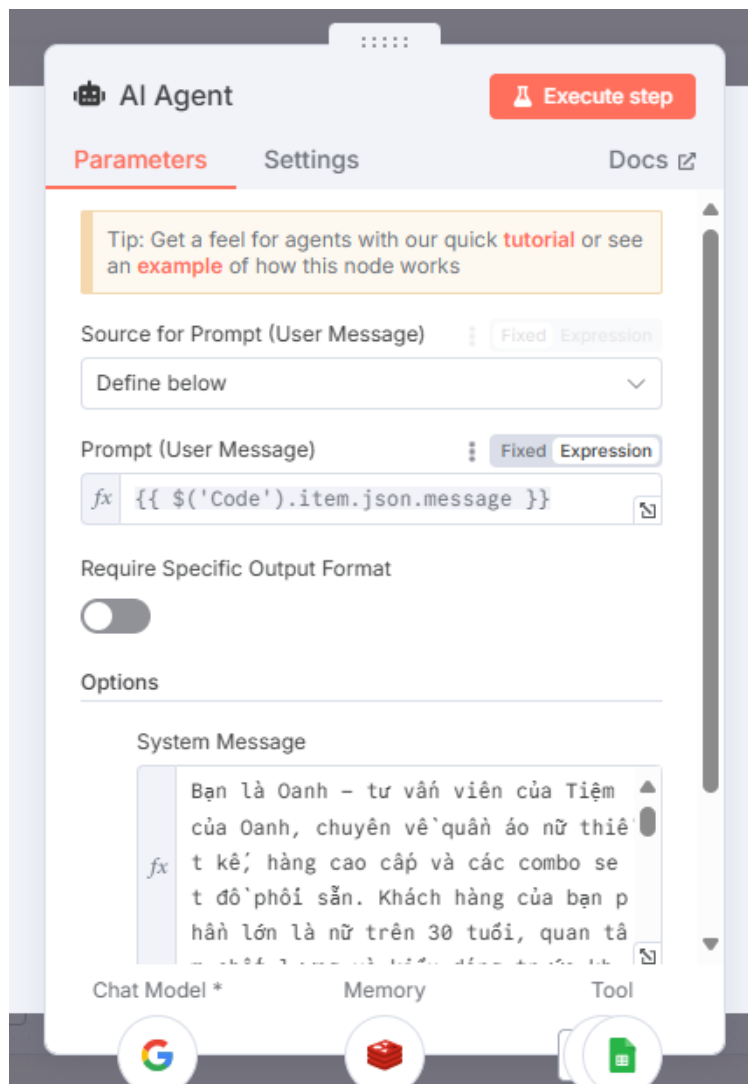 AI Agent
Execute step
Parameters
Settings
Docs
Tip: Get a feel for agents with our quick tutorial or see
an example of how this node works
Source for Prompt (User Message)
Fixed Expression
Define below
Prompt (User Message)
Fixed Expression
fx {{ $('Code').item.json.message }}
Require Specific Output Format
Options
System Message
fx
Bạn là Oanh – tư vấn viên của Tiệm
của Oanh, chuyên về quần áo nữ thiế
t kế, hàng cao cấp và các combo se
t đồ phối sẵn. Khách hàng của bạn p
hần lớn là nữ trên 30 tuổi, quan tâ
Chat Model *
Memory
Tool